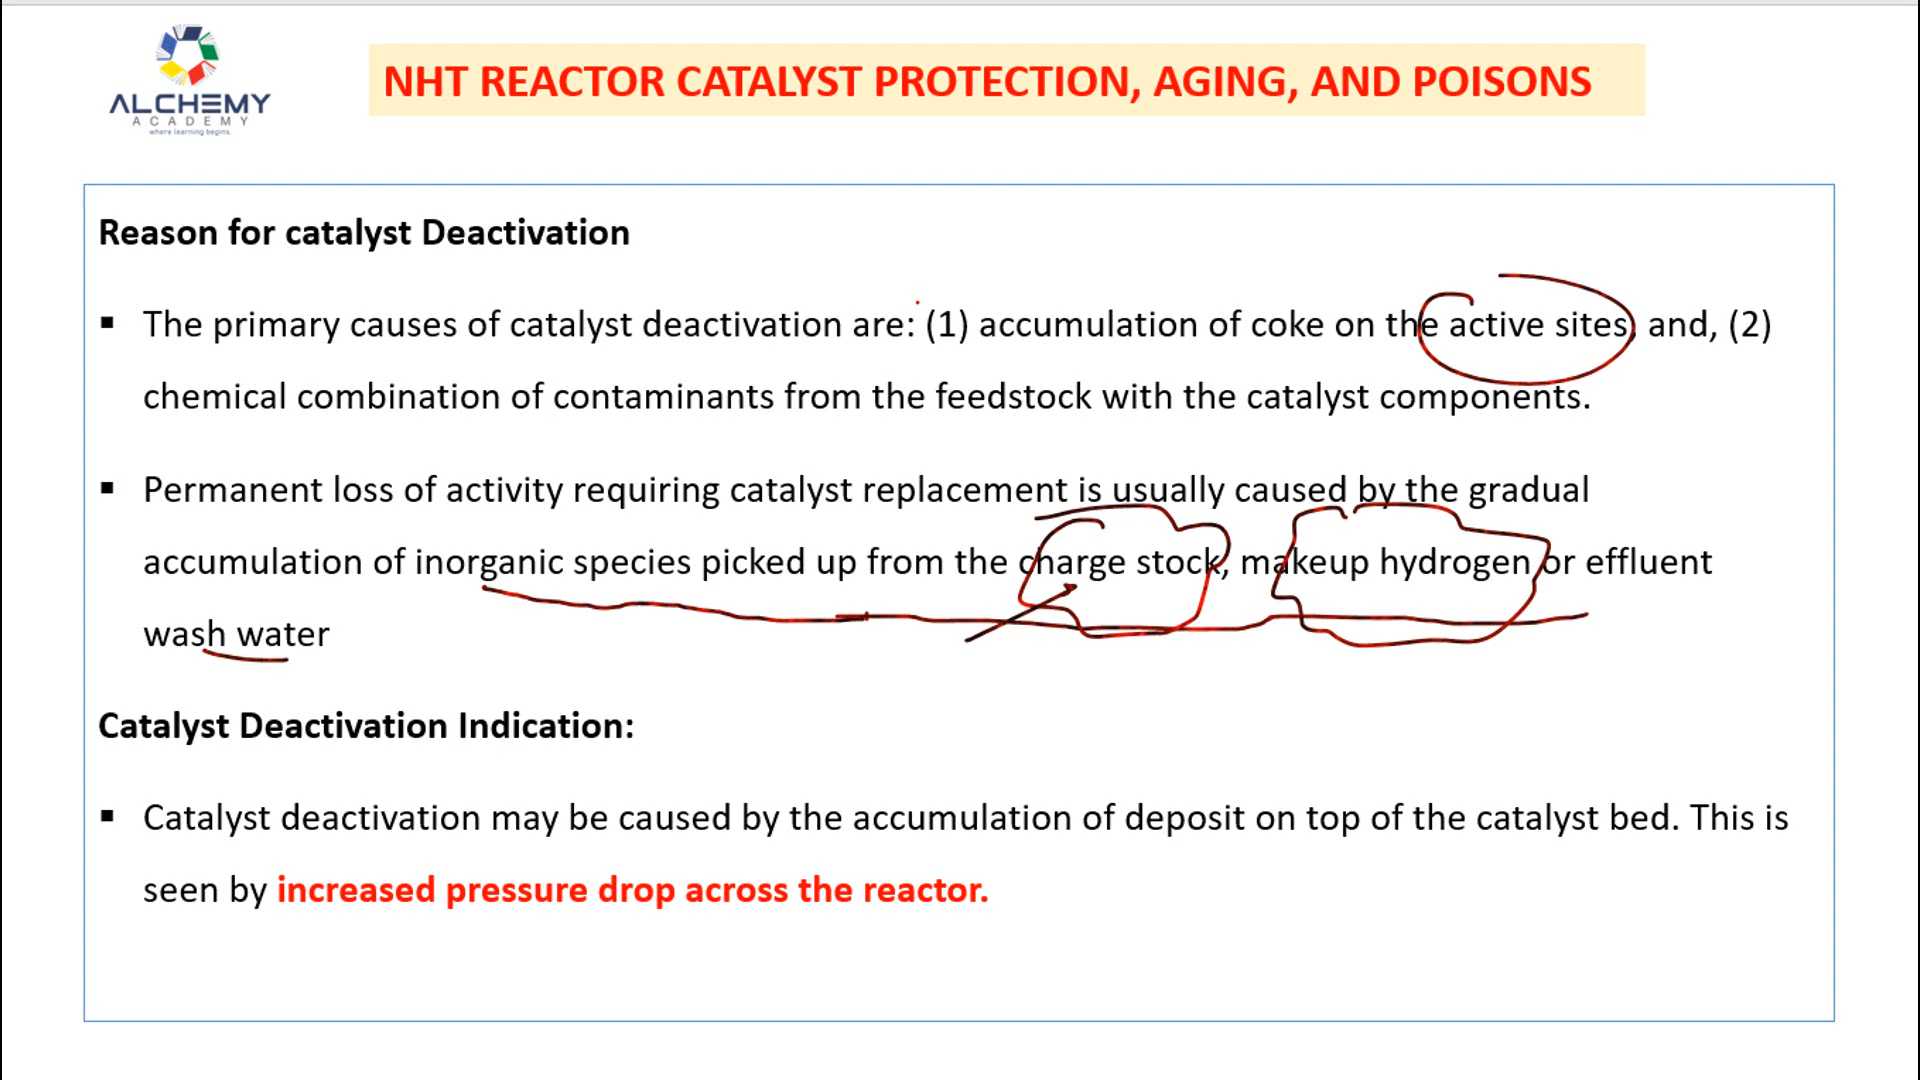 ALCHEMY
ACADEMY
where learning begins.
NHT REACTOR CATALYST PROTECTION, AGING, AND POISONS
Reason for catalyst Deactivation
▪ The primary causes of catalyst deactivation are: (1) accumulation of coke on the active sites, and, (2)
chemical combination of contaminants from the feedstock with the catalyst components.
▪ Permanent loss of activity requiring catalyst replacement is usually caused by the gradual
accumulation of inorganic species picked up from the charge stock, makeup hydrogen or effluent
wash water
Catalyst Deactivation Indication:
▪ Catalyst deactivation may be caused by the accumulation of deposit on top of the catalyst bed. This is
seen by increased pressure drop across the reactor.